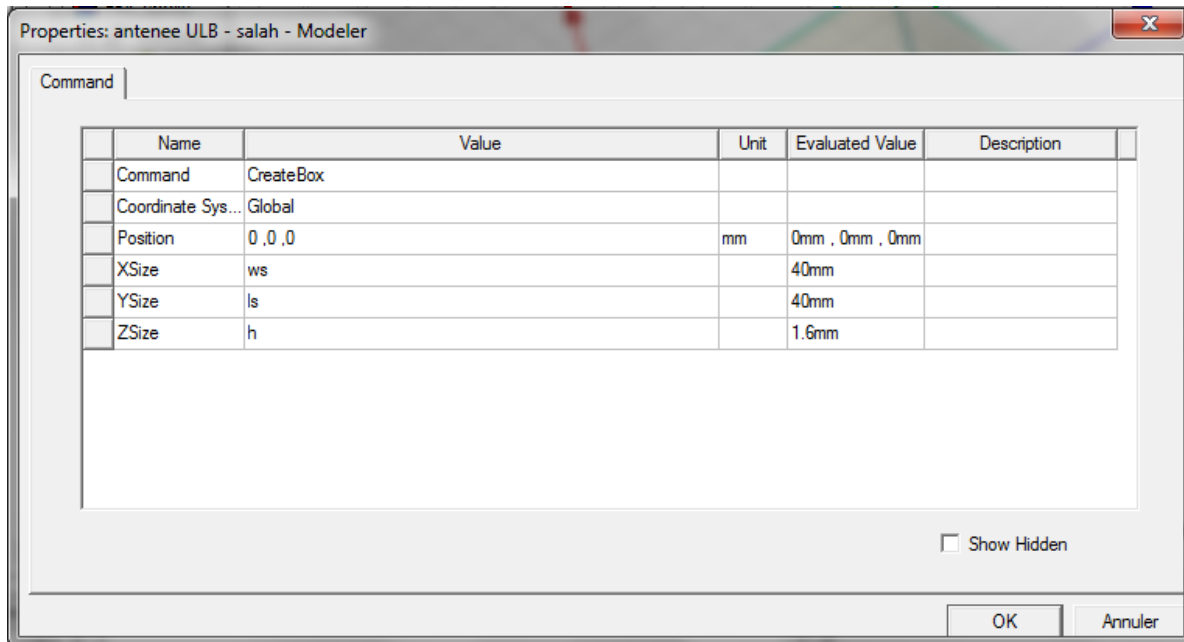 Properties: antenee ULB - salah - Modeler
X
Command
Name Value Unit Evaluated Value Description
Command CreateBox
Coordinate Sys... Global
Position 0 ,0 ,0 mm 0mm , 0mm , 0mm
XSize ws 40mm
YSize ls 40mm
ZSize h 1.6mm
Show Hidden
OK Annuler